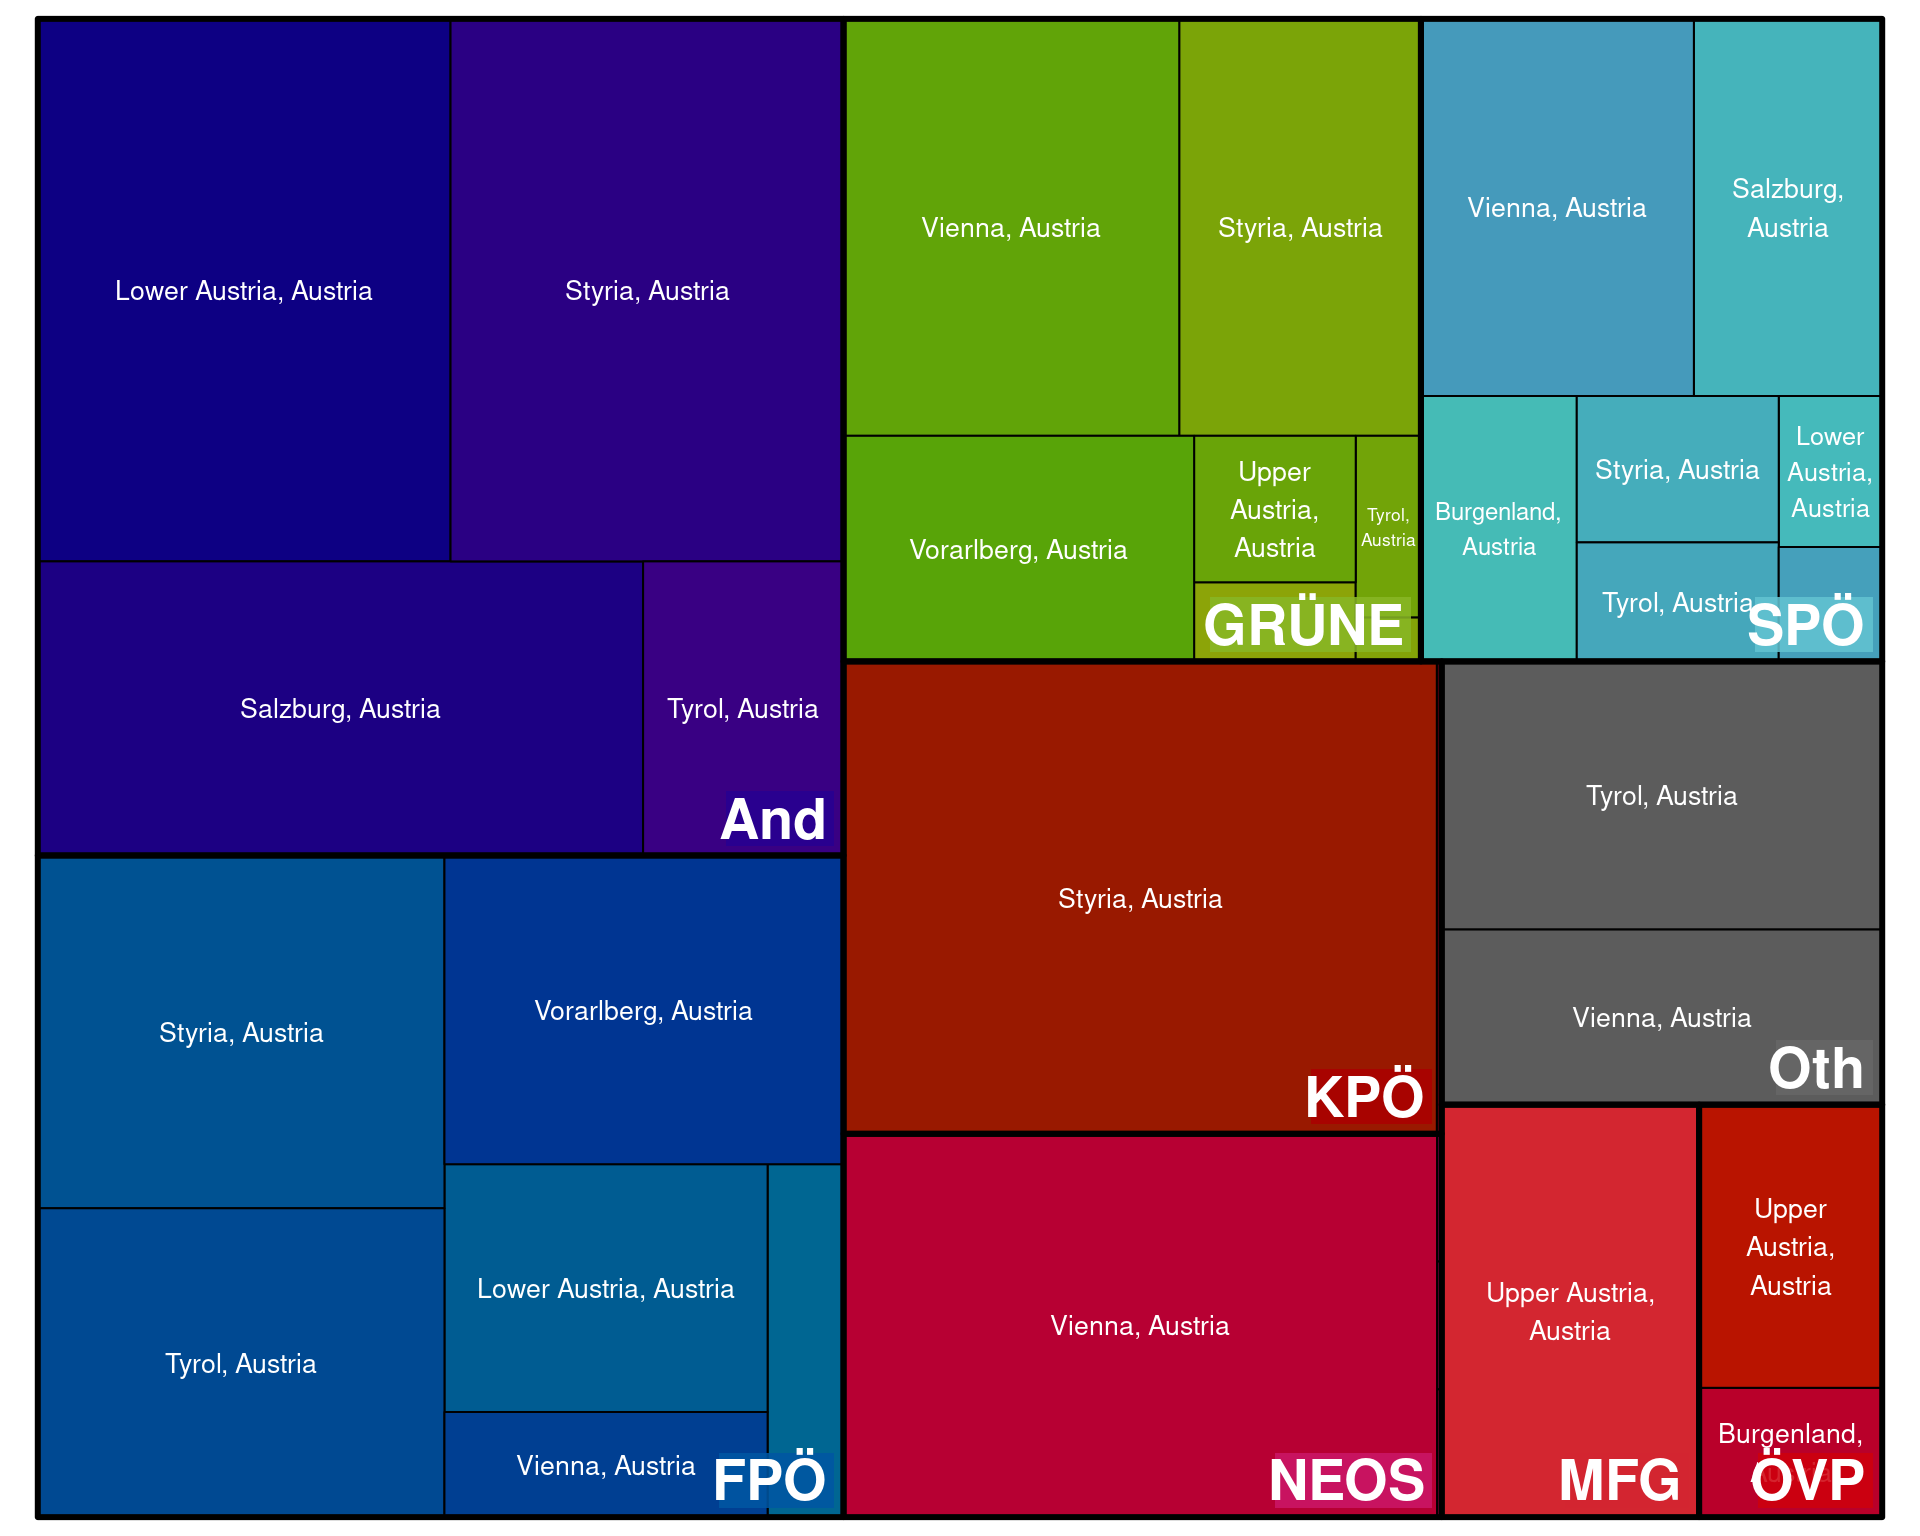 Lower Austria, Austria
Styria, Austria
Salzburg, Austria
Tyrol, Austria
And
Styria, Austria
Vorarlberg, Austria
Tyrol, Austria
Lower Austria, Austria
Vienna, Austria
FPÖ
Vienna, Austria
Styria, Austria
Vorarlberg, Austria
Upper
Austria,
Austria
Tyrol,
Austria
GRÜNE
Vienna, Austria
Salzburg,
Austria
Burgenland,
Austria
Styria, Austria
Lower
Austria,
Austria
Tyrol, Austria
SPÖ
Styria, Austria
KPÖ
Tyrol, Austria
Vienna, Austria
Oth
Vienna, Austria
NEOS
Upper Austria,
Austria
MFG
Upper
Austria,
Austria
Burgenland,
ÖVP